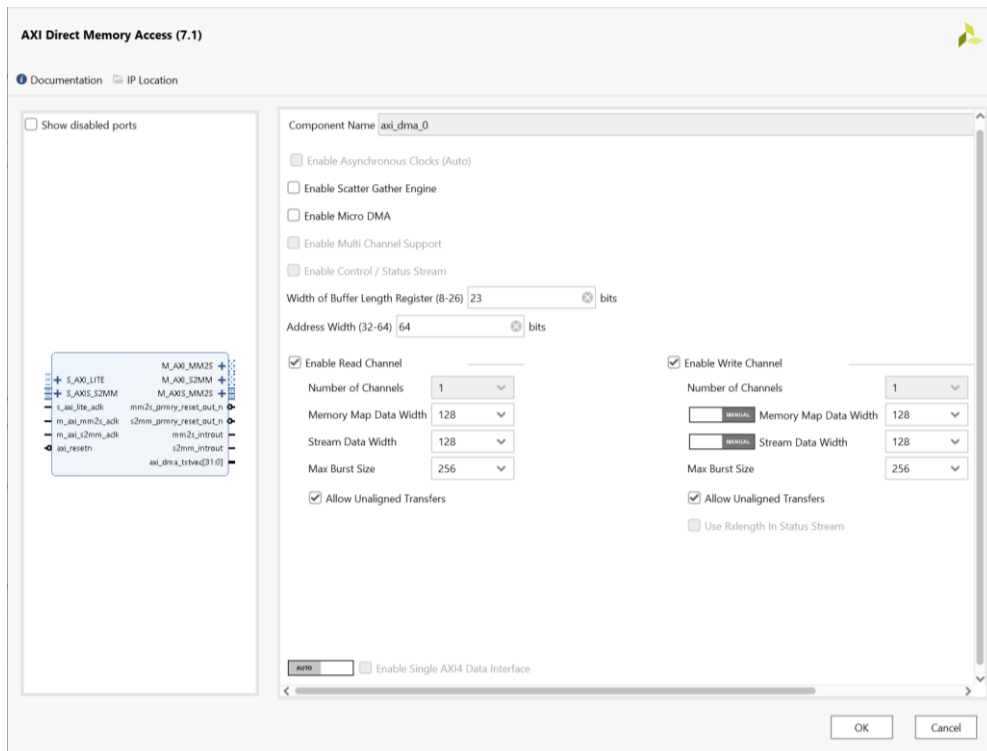 AXI Direct Memory Access (7.1)
Documentation IP Location
Show disabled ports
M_AXI_MM2S
S_AXI_LITE M_AXI_S2MM
S_AXIS_S2MM M_AXIS_MM2S
s_axi_lite_aclk mm2s_prmry_reset_out_n
m_axi_mm2s_aclk s2mm_prmry_reset_out_n
m_axi_s2mm_aclk mm2s_introut
axi_resetn s2mm_introut
axi_dma_tstvec[31:0]
Component Name axi_dma_0
Enable Asynchronous Clocks (Auto)
Enable Scatter Gather Engine
Enable Micro DMA
Enable Multi Channel Support
Enable Control / Status Stream
Width of Buffer Length Register (8-26) 23 bits
Address Width (32-64) 64 bits
Enable Read Channel
Number of Channels 1
Memory Map Data Width 128
Stream Data Width 128
Max Burst Size 256
Allow Unaligned Transfers
Enable Write Channel
Number of Channels 1
MANUAL Memory Map Data Width 128
MANUAL Stream Data Width 128
Max Burst Size 256
Allow Unaligned Transfers
Use Rxlength In Status Stream
AUTO Enable Single AXI4 Data Interface
OK Cancel